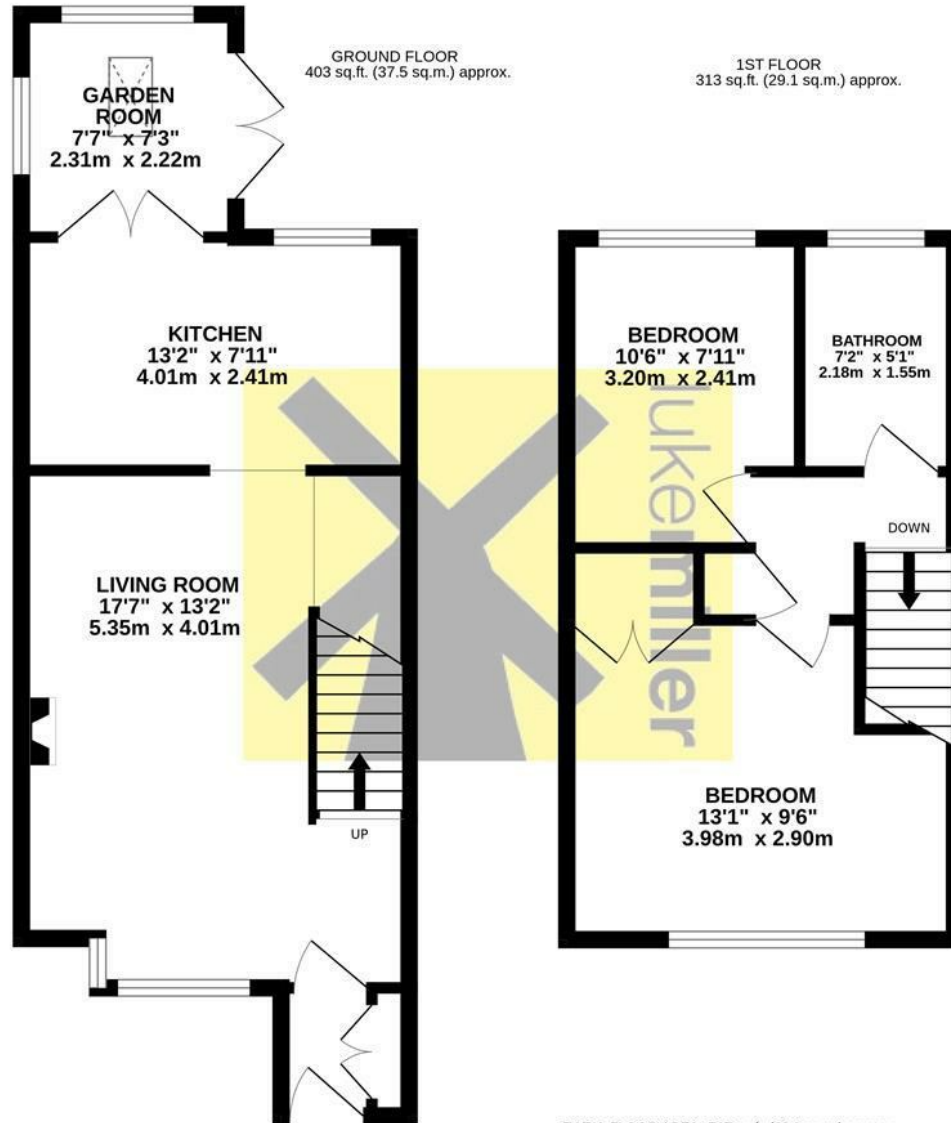 GROUND FLOOR
403 sq.ft. (37.5 sq.m.) approx.
1ST FLOOR
313 sq.ft. (29.1 sq.m.) approx.
GARDEN
ROOM
7'7" x 7'3"
2.31m x 2.22m
KITCHEN
13'2" x 7'11"
4.01m x 2.41m
BEDROOM
10'6" x 7'11"
3.20m x 2.41m
BATHROOM
7'2" x 5'1"
2.18m x 1.55m
lukemiller
DOWN
LIVING ROOM
17'7" x 13'2"
5.35m x 4.01m
UP
BEDROOM
13'1" x 9'6"
3.98m x 2.90m